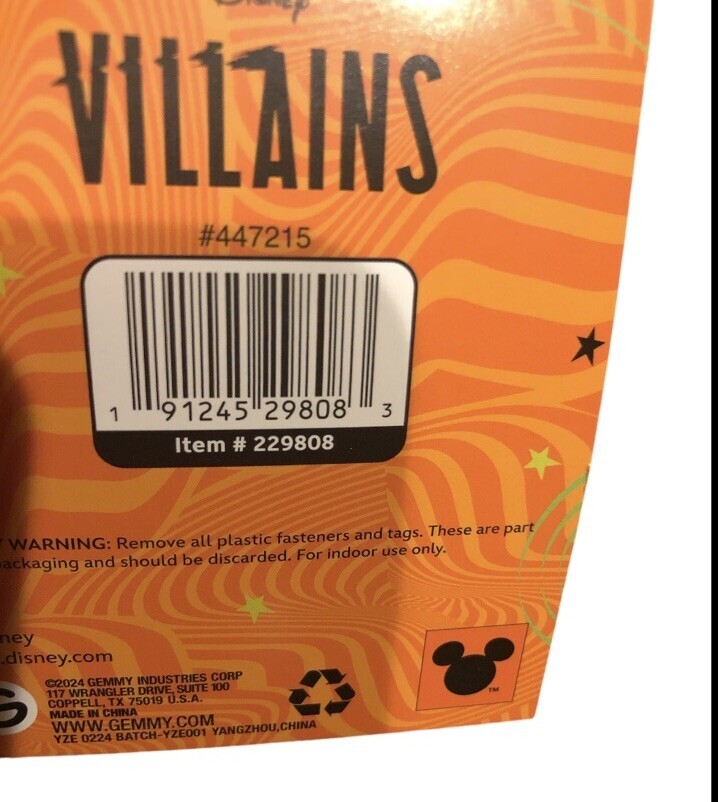 Disney
VILLAINS
#447215
1 91245 29808 3
Item # 229808
WARNING: Remove all plastic fasteners and tags. These are part
ackaging and should be discarded. For indoor use only.
ney
.disney.com
©2024 GEMMY INDUSTRIES CORP
117 WRANGLER DRIVE, SUITE 100
COPPELL, TX 75019 U.S.A.
MADE IN CHINA
WWW.GEMMY.COM
YZE 0224 BATCH-YZE001 YANGZHOU,CHINA
TM